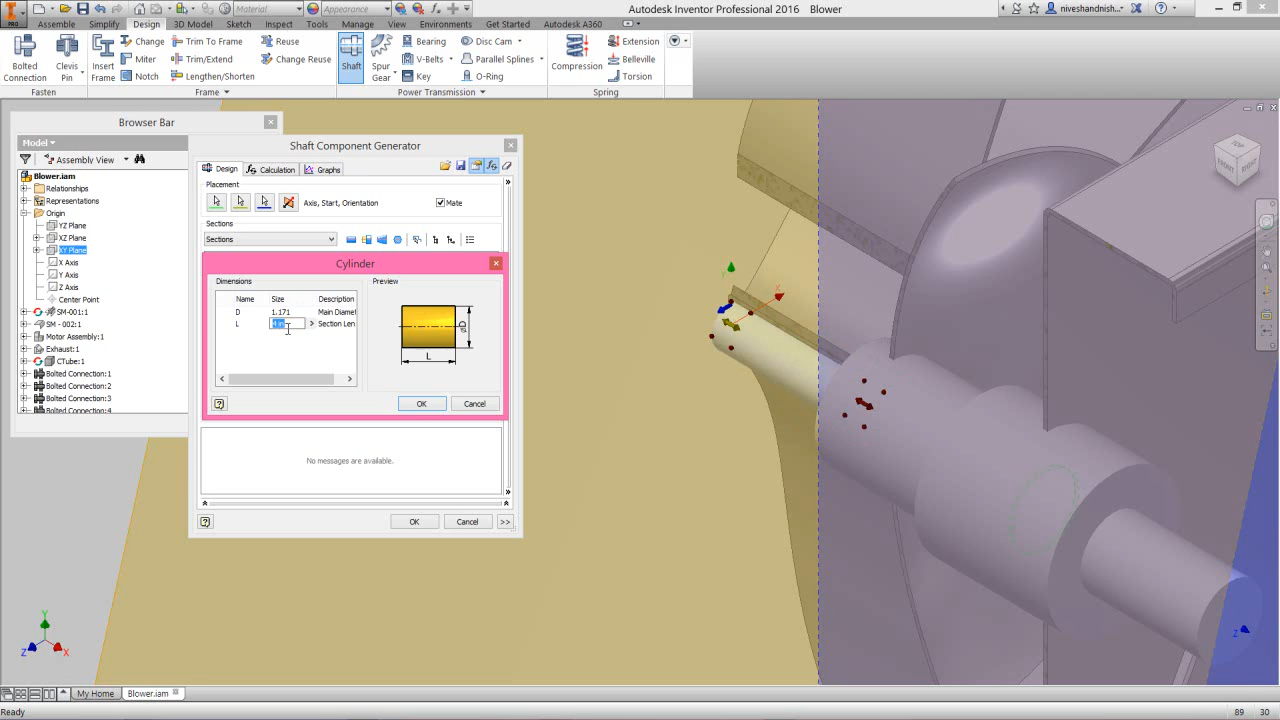 Material
Appearance
Autodesk Inventor Professional 2016 Blower
niveshandeish...
PRO
Assemble Simplify Design 3D Model Sketch Inspect Tools Manage View Environments Get Started Autodesk A360
Bolted Connection
Clevis Pin
Fasten
Insert Frame
Change
Miter
Notch
Trim To Frame
Trim/Extend
Lengthen/Shorten
Reuse
Change Reuse
Frame
Shaft
Spur Gear
Bearing
V-Belts
Key
Disc Cam
Parallel Splines
O-Ring
Power Transmission
Compression
Extension
Belleville
Torsion
Spring
Browser Bar
Model
Assembly View
Blower.iam
Relationships
Representations
Origin
YZ Plane
XZ Plane
XY Plane
X Axis
Y Axis
Z Axis
Center Point
SM-001:1
SM - 002:1
Motor Assembly:1
Exhaust:1
CTube:1
Bolted Connection:1
Bolted Connection:2
Bolted Connection:3
Bolted Connection:4
Shaft Component Generator
Design Calculation Graphs
Placement
Axis, Start, Orientation
Mate
Sections
Sections
Cylinder
Dimensions
Name Size Description
D 1.171 Main Diamet
L Section Len
Preview
L
ØD
OK Cancel
No messages are available.
OK Cancel >>
TOP
FRONT
RIGHT
Y
X
Z
Y
Z
X
My Home Blower.iam
Ready
89 30